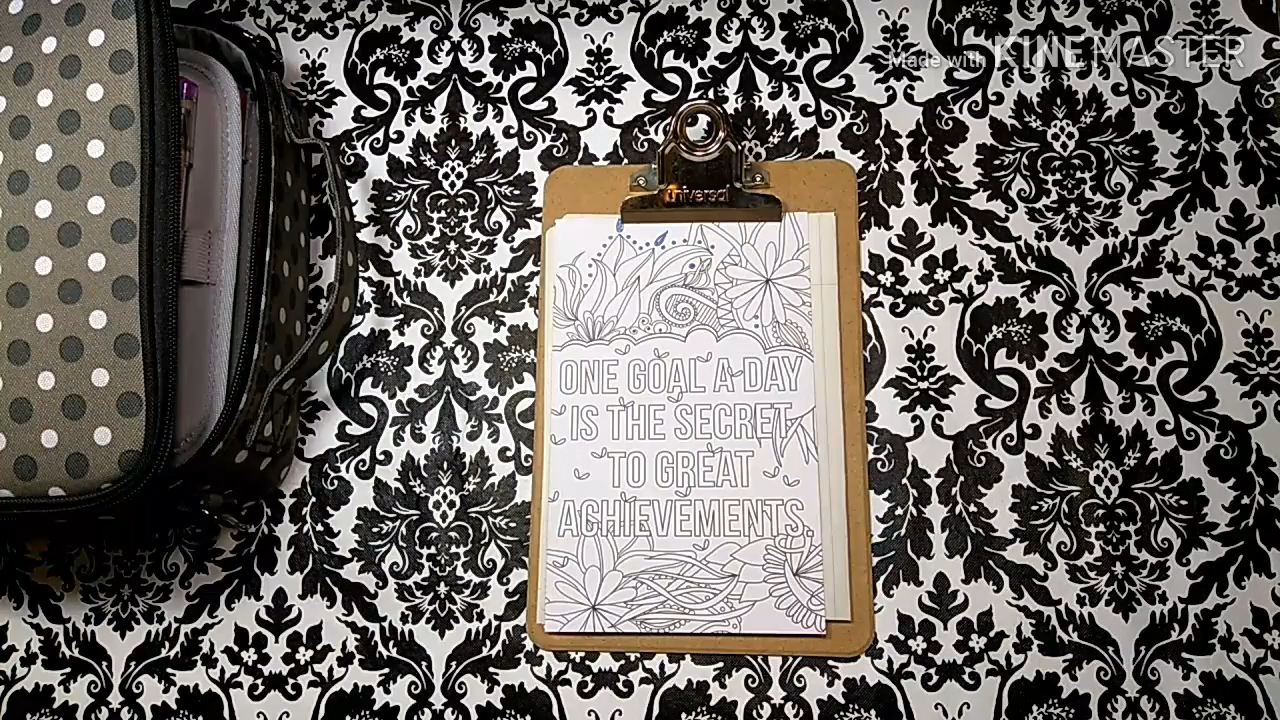 Made with KINEMASTER
universal
ONE GOAL A DAY
IS THE SECRET
TO GREAT
ACHIEVEMENTS.